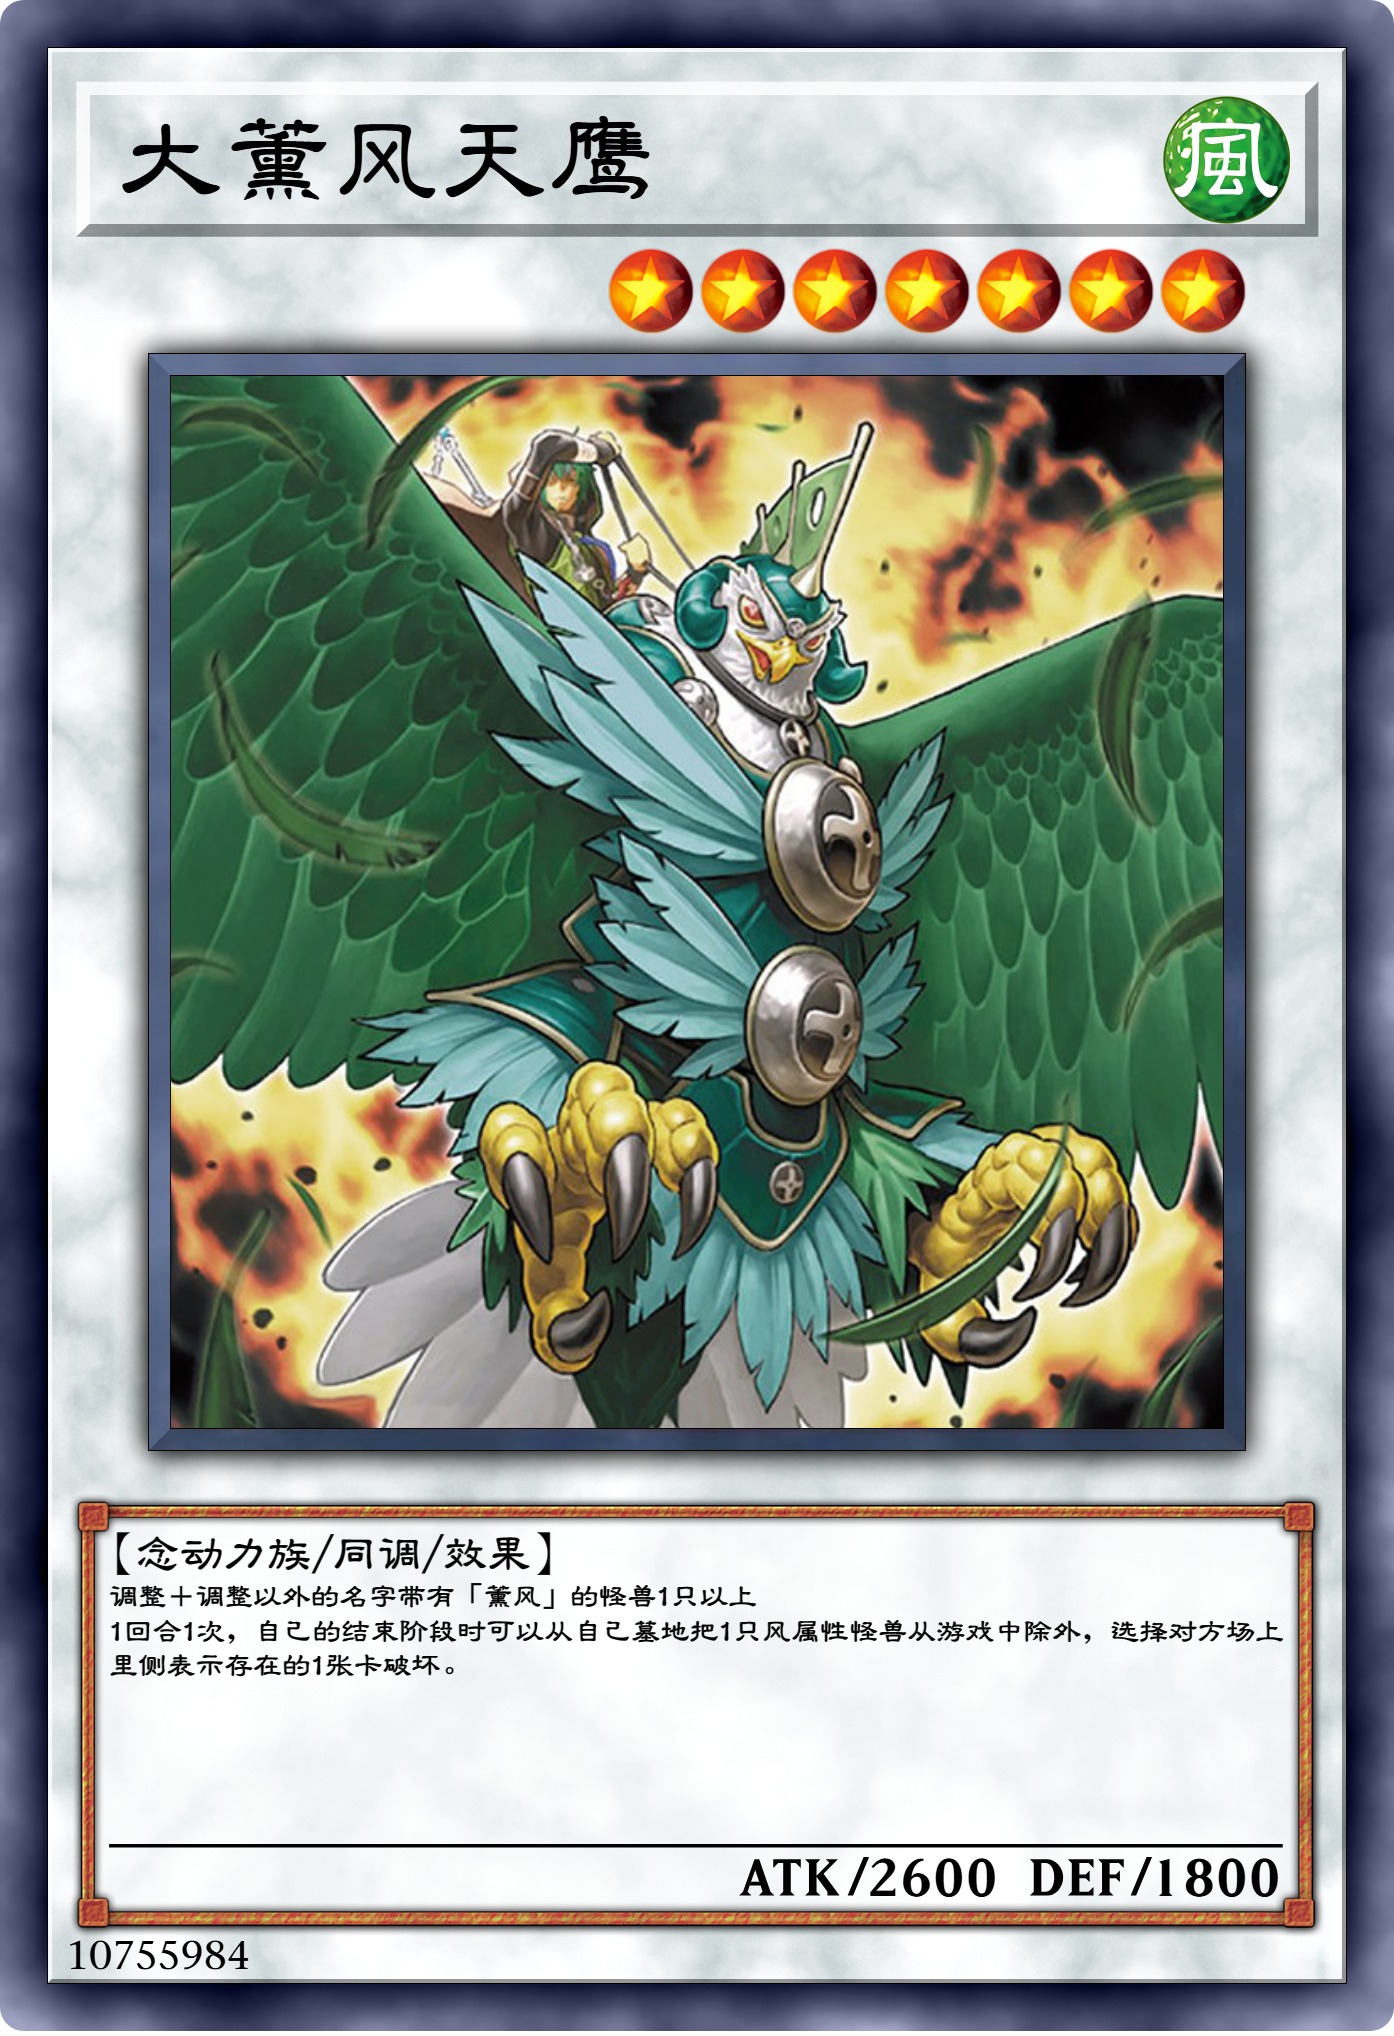 大薰风天鹰
風
【念动力族/同调/效果】
调整＋调整以外的名字带有「薰风」的怪兽1只以上
1回合1次，自己的结束阶段时可以从自己墓地把1只风属性怪兽从游戏中除外，选择对方场上
里侧表示存在的1张卡破坏。
ATK/2600 DEF/1800
10755984